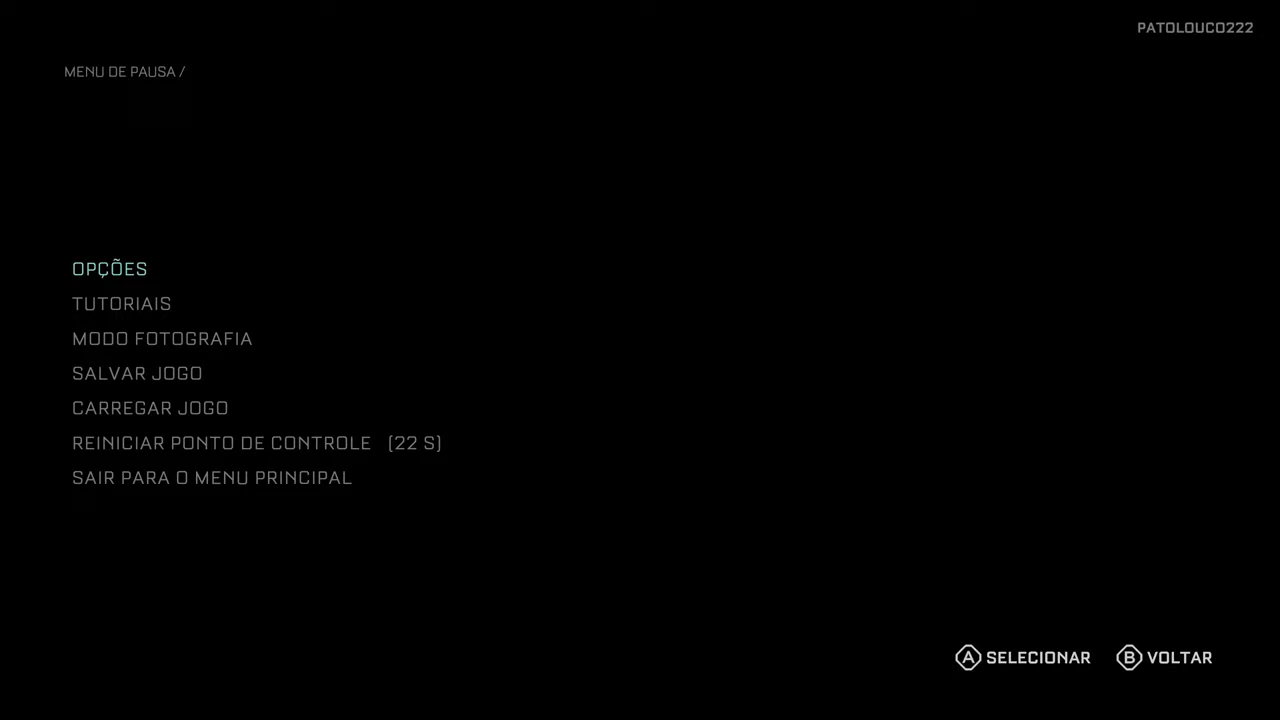 PATOLOUCO222
MENU DE PAUSA /
OPÇÕES
TUTORIAIS
MODO FOTOGRAFIA
SALVAR JOGO
CARREGAR JOGO
REINICIAR PONTO DE CONTROLE (22 S)
SAIR PARA O MENU PRINCIPAL
A SELECIONAR B VOLTAR